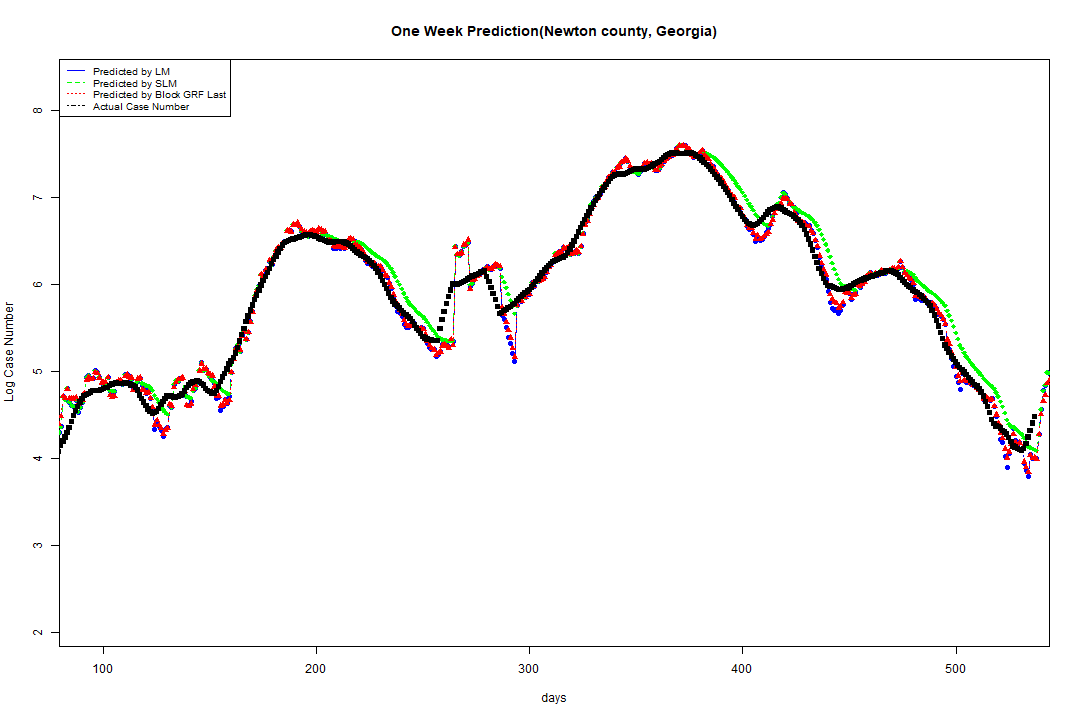 One Week Prediction(Newton county, Georgia)
Predicted by LM
Predicted by SLM
Predicted by Block GRF Last
Actual Case Number
Log Case Number
8
7
6
5
4
3
2
100 200 300 400 500
days